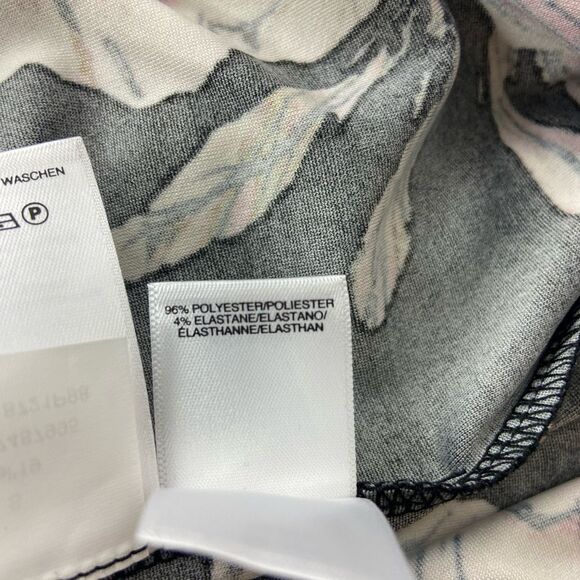 WASCHEN
P
96% POLYESTER/POLIESTER
4% ELASTANE/ELASTANO/
ÉLASTHANNE/ELASTHAN